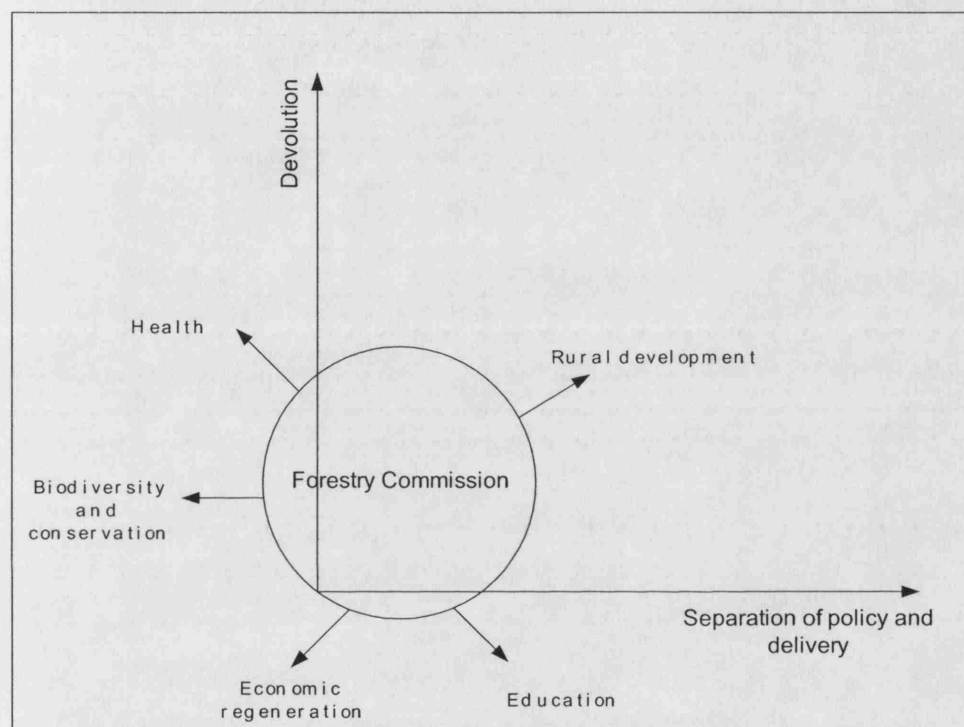 Devolution
Health
Rural development
Forestry Commission
Biodiversity
and
conservation
Separation of policy and
delivery
Economic
regeneration
Education